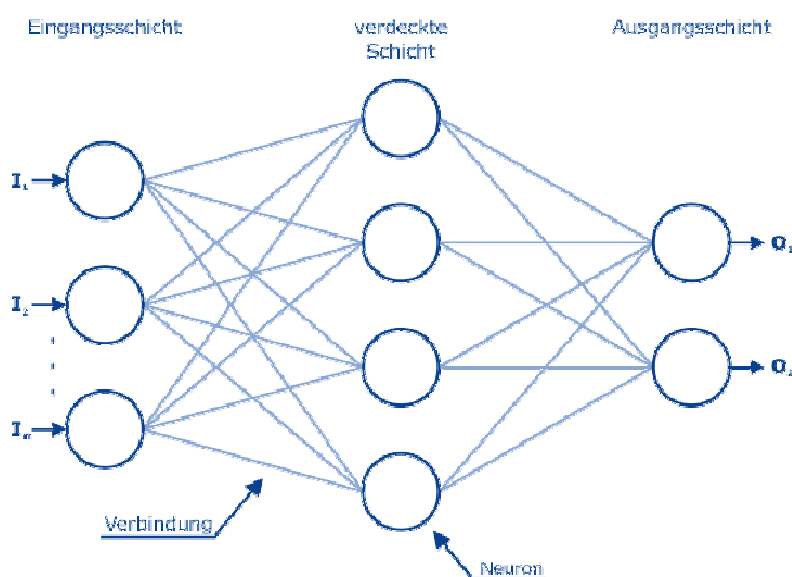 Eingangsschicht
verdeckte
Schicht
Ausgangsschicht
I₁
I₂
Iₙ
O₁
O₂
Verbindung
Neuron